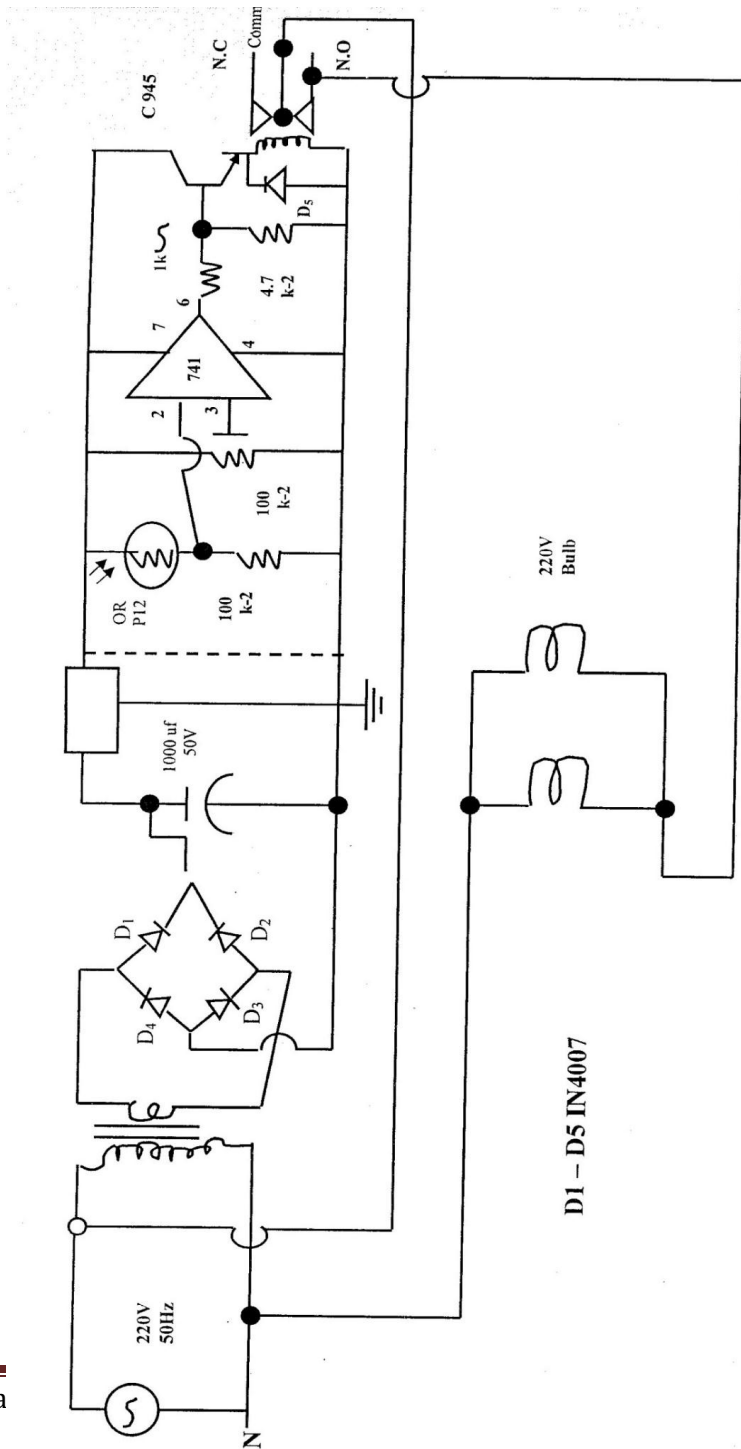 N.C
Comm
N.O
C 945
D5
1k
4.7
k-2
6
7
4
741
2
3
100
k-2
OR
P12
100
k-2
1000 uf
50V
D1
D2
D4
D3
220V
Bulb
220V
50Hz
N
D1 – D5 IN4007
a